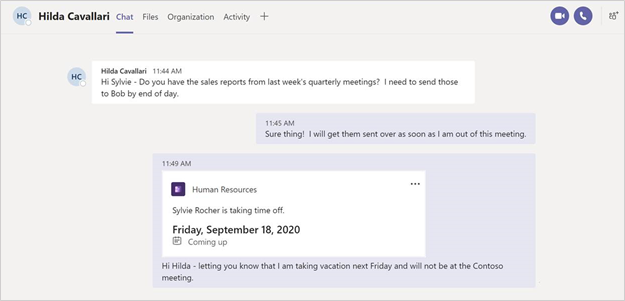 HC Hilda Cavallari Chat Files Organization Activity
Hilda Cavallari 11:44 AM
HC
Hi Sylvie - Do you have the sales reports from last week's quarterly meetings? I need to send those
to Bob by end of day.
11:45 AM
Sure thing! I will get them sent over as soon as I am out of this meeting.
11:49 AM
Human Resources
Sylvie Rocher is taking time off.
Friday, September 18, 2020
Coming up
Hi Hilda - letting you know that I am taking vacation next Friday and will not be at the Contoso
meeting.